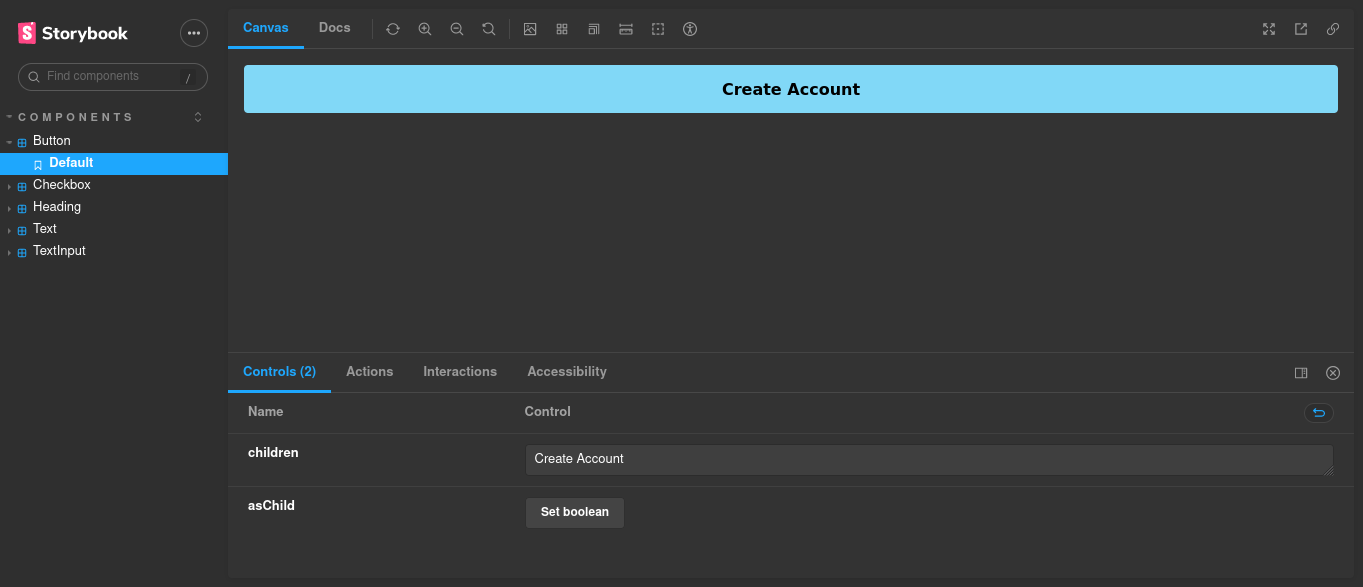 Storybook
Find components /
COMPONENTS
Button
Default
Checkbox
Heading
Text
TextInput
Canvas Docs
Create Account
Controls (2) Actions Interactions Accessibility
Name Control
children Create Account
asChild Set boolean